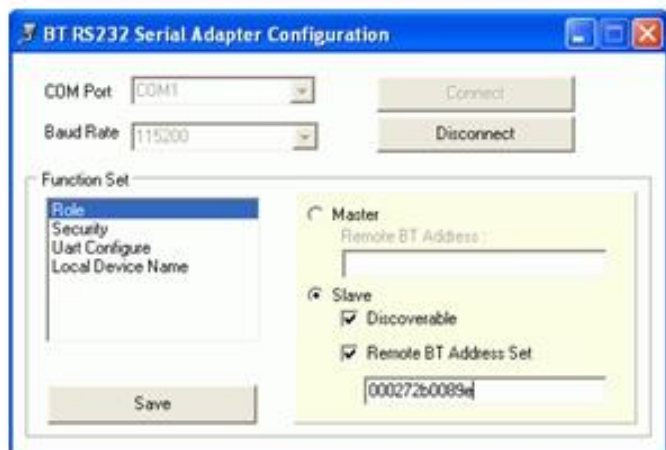 BT RS232 Serial Adapter Configuration
COM Port COM1 Connect
Baud Rate 115200 Disconnect
Function Set
Role
Security
Uart Configure
Local Device Name
Master
Remote BT Address :
Slave
Discoverable
Remote BT Address Set
000272b0089e
Save